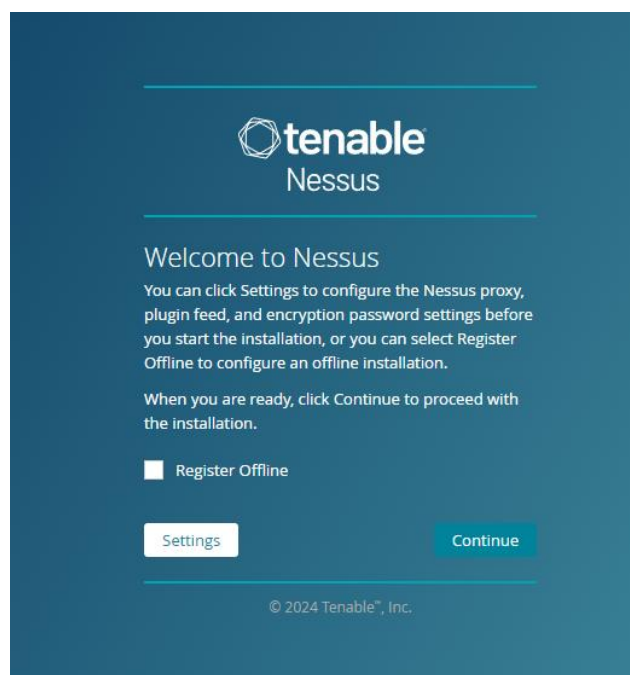 tenable
Nessus
Welcome to Nessus
You can click Settings to configure the Nessus proxy,
plugin feed, and encryption password settings before
you start the installation, or you can select Register
Offline to configure an offline installation.
When you are ready, click Continue to proceed with
the installation.
Register Offline
Settings
Continue
© 2024 Tenable™, Inc.